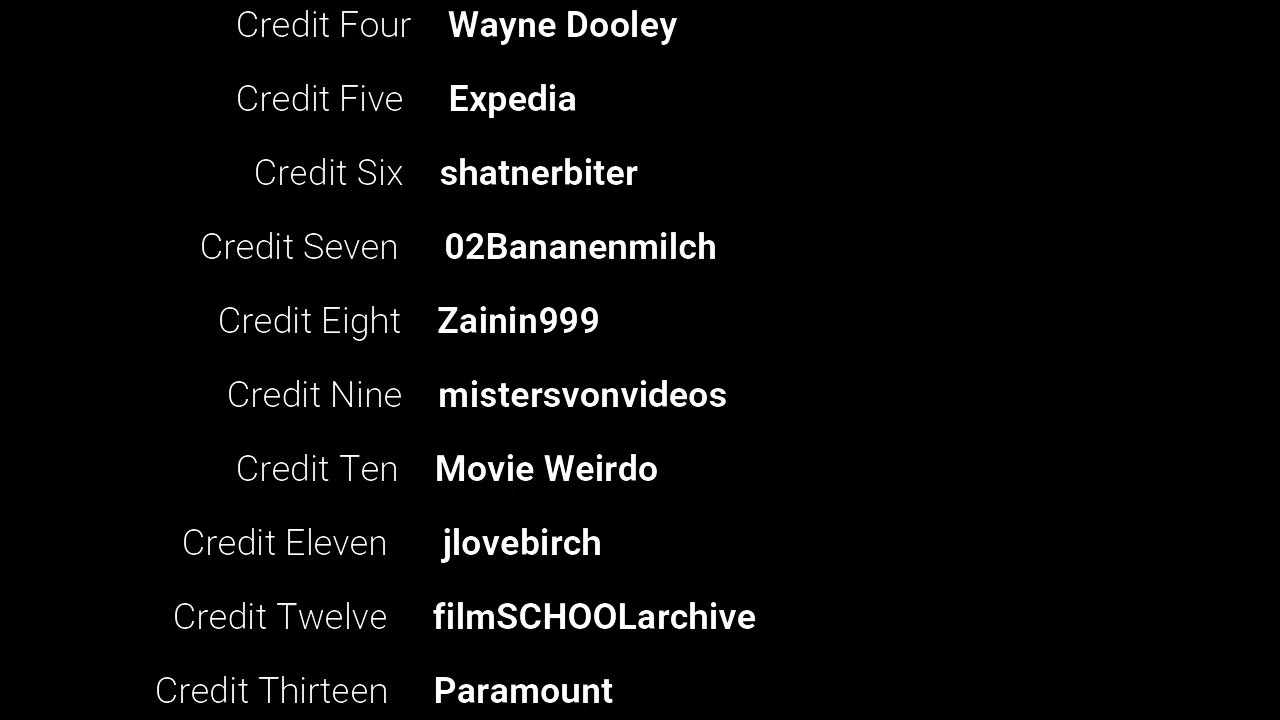 Credit Four Wayne Dooley
Credit Five Expedia
Credit Six shatnerbiter
Credit Seven 02Bananenmilch
Credit Eight Zainin999
Credit Nine mistersvonvideos
Credit Ten Movie Weirdo
Credit Eleven jlovebirch
Credit Twelve filmSCHOOLarchive
Credit Thirteen Paramount